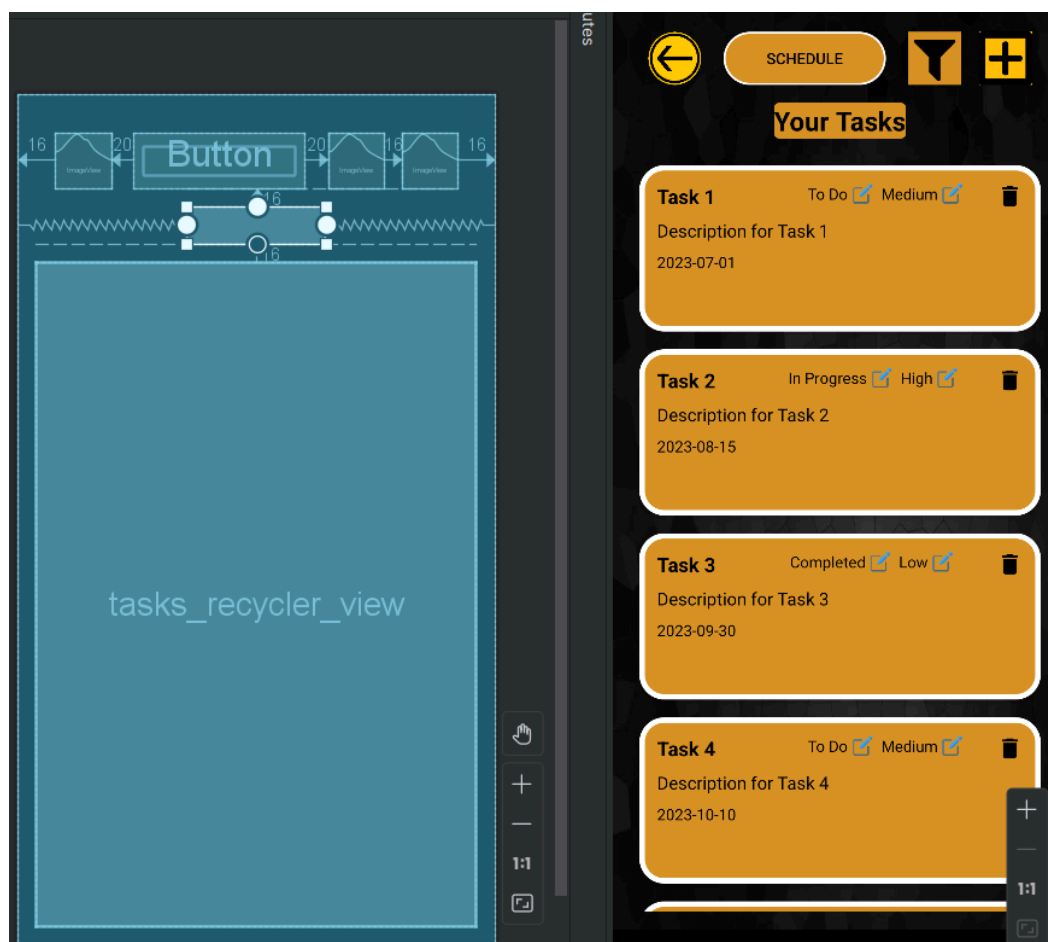 utes
16
20
Button
20
16
16
ImageView
ImageView
ImageView
16
16
tasks_recycler_view
1:1
SCHEDULE
Your Tasks
Task 1
To Do
Medium
Description for Task 1
2023-07-01
Task 2
In Progress
High
Description for Task 2
2023-08-15
Task 3
Completed
Low
Description for Task 3
2023-09-30
Task 4
To Do
Medium
Description for Task 4
2023-10-10
1:1